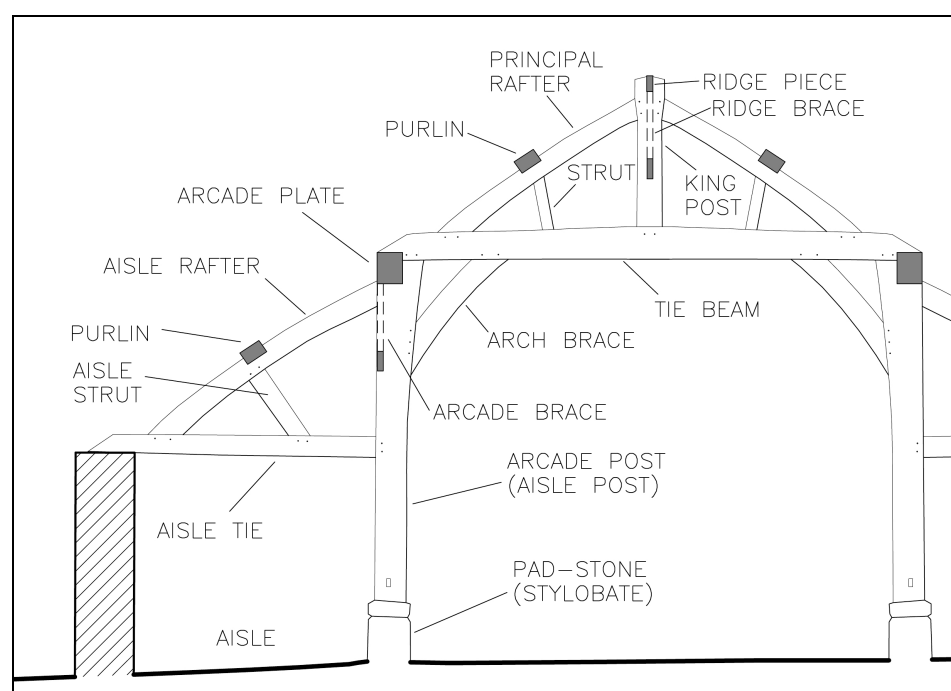 PRINCIPAL
RAFTER
RIDGE PIECE
RIDGE BRACE
PURLIN
STRUT
KING
POST
ARCADE PLATE
AISLE RAFTER
TIE BEAM
PURLIN
ARCH BRACE
AISLE
STRUT
ARCADE BRACE
ARCADE POST
(AISLE POST)
AISLE TIE
PAD-STONE
(STYLOBATE)
AISLE